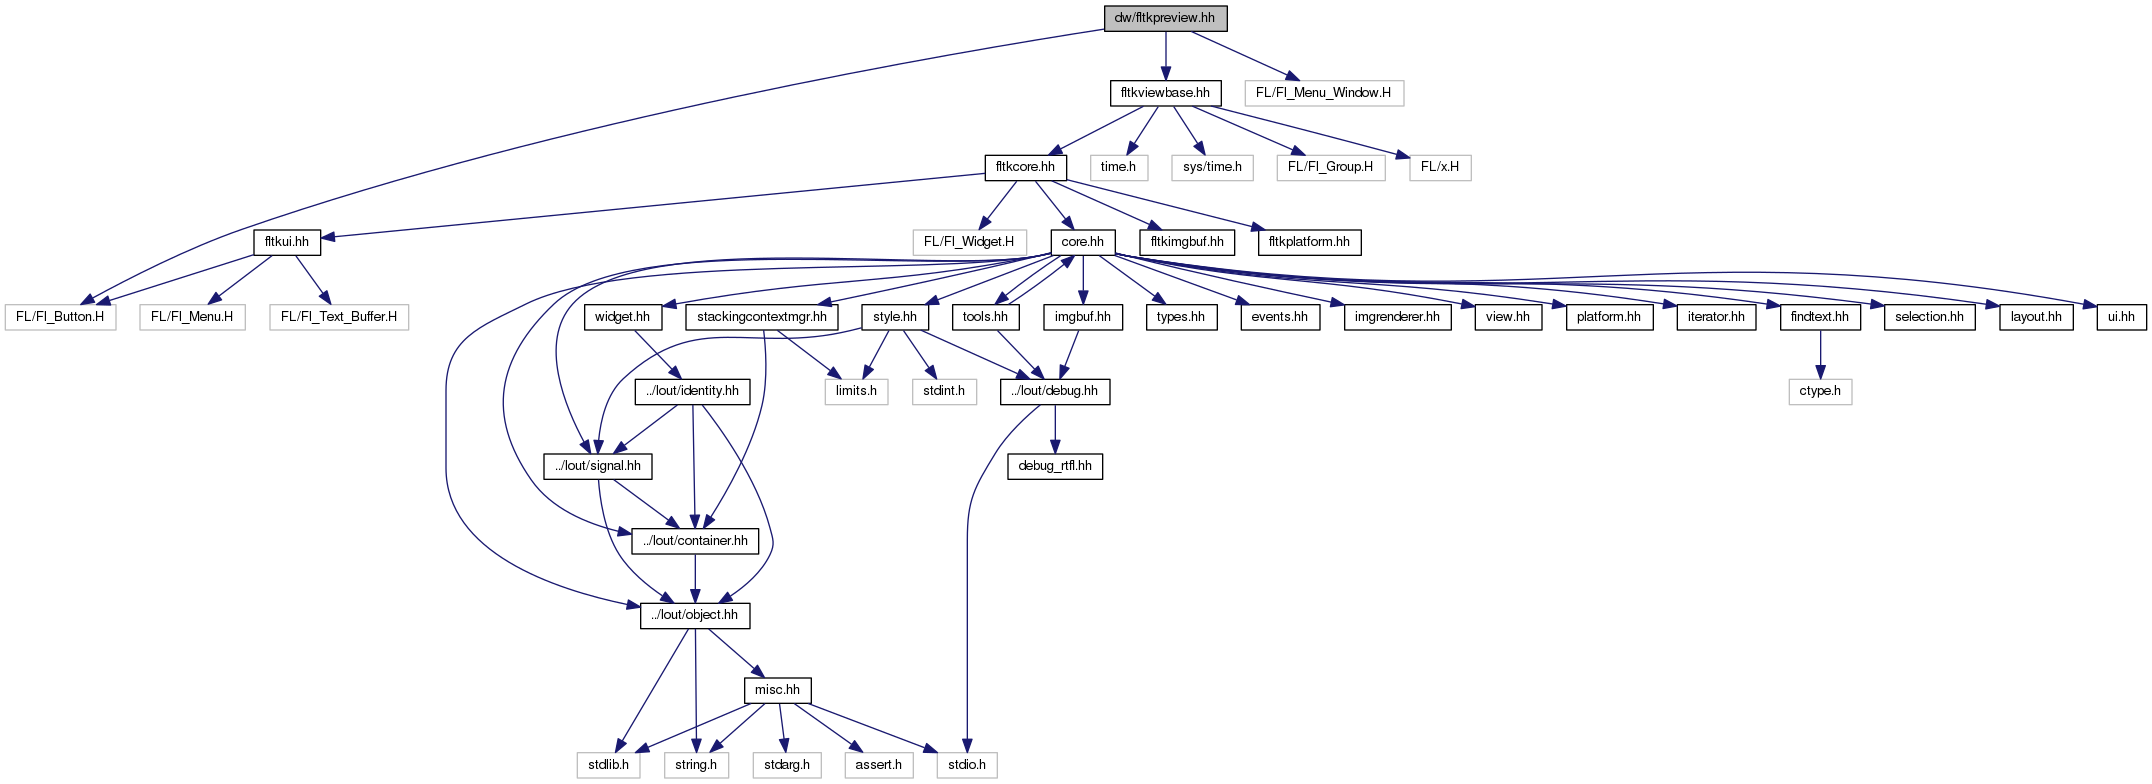 dw/fltkpreview.hh
fltkviewbase.hh
FL/Fl_Menu_Window.H
fltkcore.hh
time.h
sys/time.h
FL/Fl_Group.H
FL/x.H
fltkui.hh
FL/Fl_Widget.H
core.hh
fltkimgbuf.hh
fltkplatform.hh
FL/Fl_Button.H
FL/Fl_Menu.H
FL/Fl_Text_Buffer.H
widget.hh
stackingcontextmgr.hh
style.hh
tools.hh
imgbuf.hh
types.hh
events.hh
imgrenderer.hh
view.hh
platform.hh
iterator.hh
findtext.hh
selection.hh
layout.hh
ui.hh
../lout/identity.hh
limits.h
stdint.h
../lout/debug.hh
ctype.h
../lout/signal.hh
debug_rtfl.hh
../lout/container.hh
../lout/object.hh
misc.hh
stdlib.h
string.h
stdarg.h
assert.h
stdio.h